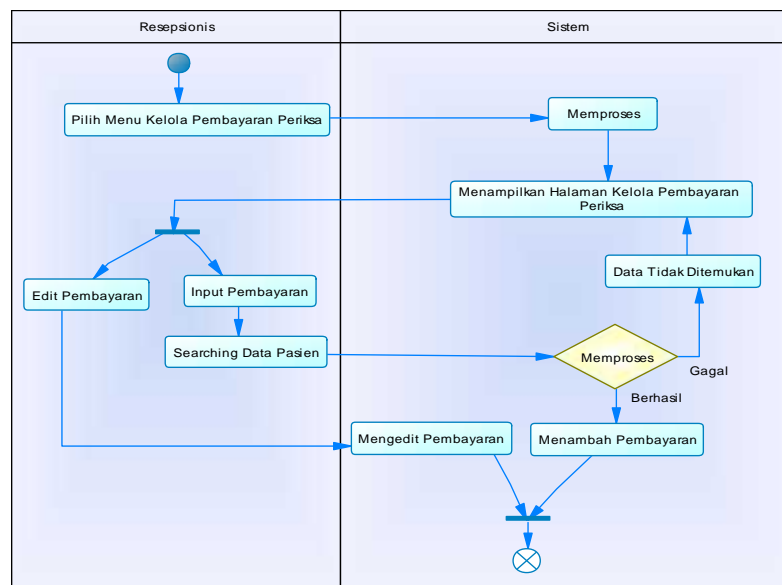 Resepsionis
Sistem
Pilih Menu Kelola Pembayaran Periksa
Memproses
Menampilkan Halaman Kelola Pembayaran
Periksa
Edit Pembayaran
Input Pembayaran
Data Tidak Ditemukan
Searching Data Pasien
Memproses
Gagal
Berhasil
Mengedit Pembayaran
Menambah Pembayaran